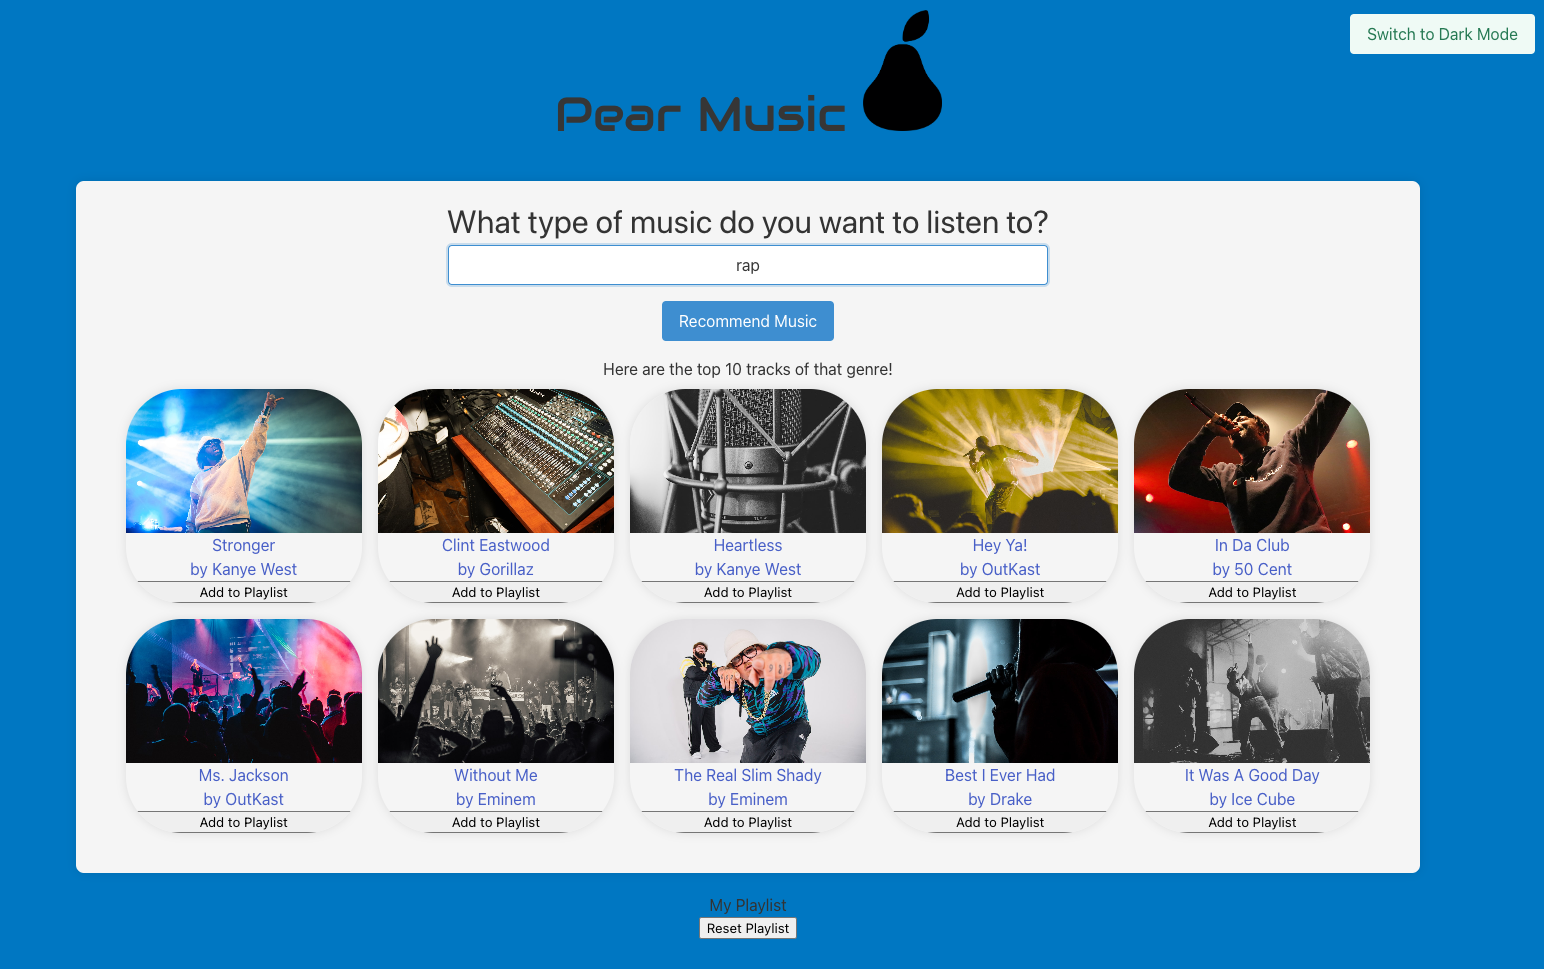 Switch to Dark Mode
Pear Music
What type of music do you want to listen to?
rap
Recommend Music
Here are the top 10 tracks of that genre!
Stronger
by Kanye West
Add to Playlist
Clint Eastwood
by Gorillaz
Add to Playlist
Heartless
by Kanye West
Add to Playlist
Hey Ya!
by OutKast
Add to Playlist
In Da Club
by 50 Cent
Add to Playlist
Ms. Jackson
by OutKast
Add to Playlist
Without Me
by Eminem
Add to Playlist
The Real Slim Shady
by Eminem
Add to Playlist
Best I Ever Had
by Drake
Add to Playlist
It Was A Good Day
by Ice Cube
Add to Playlist
My Playlist
Reset Playlist